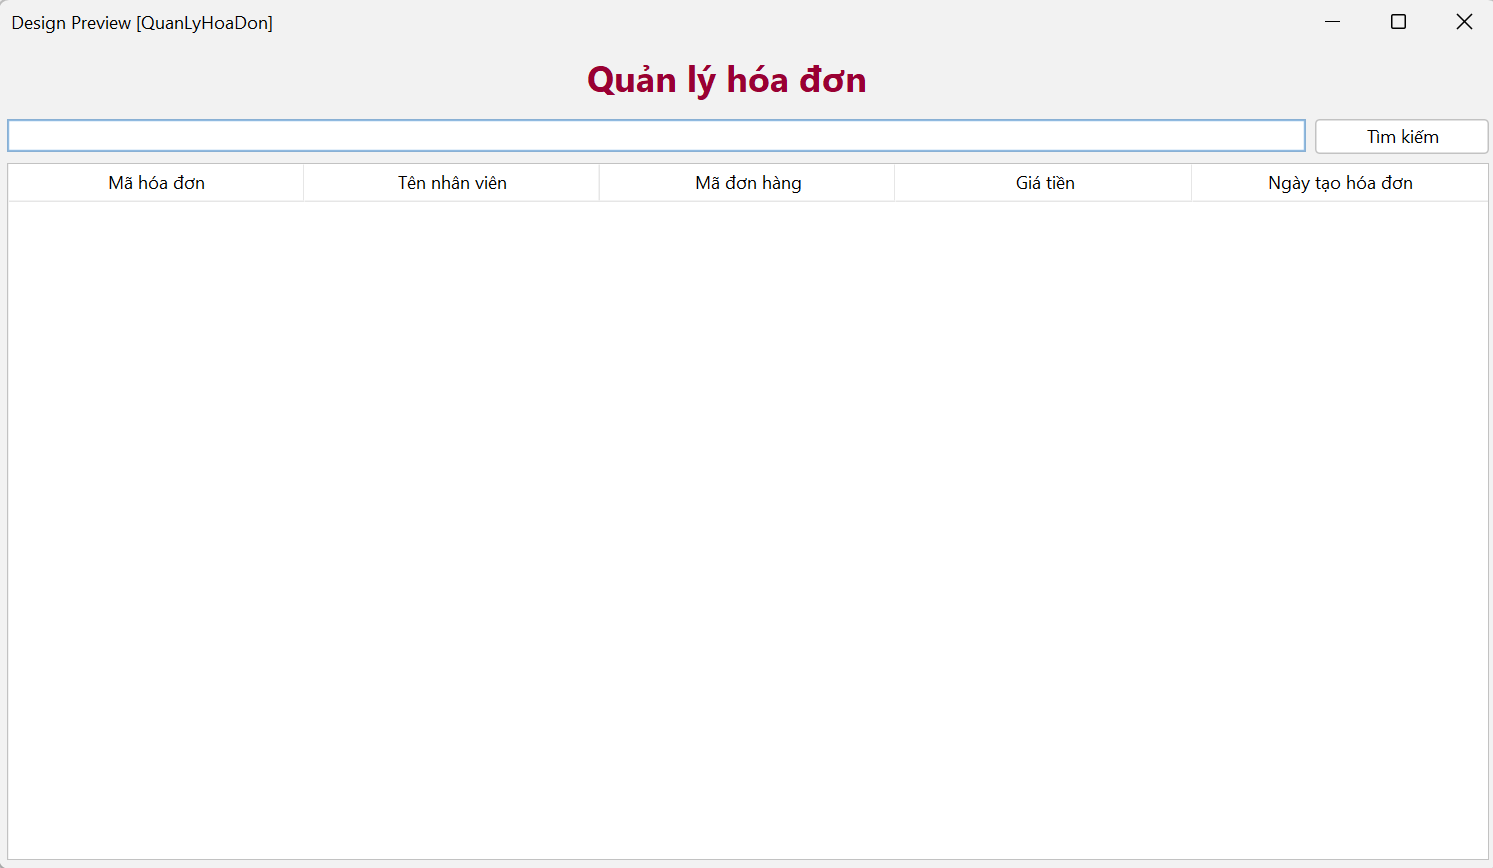 Design Preview [QuanLyHoaDon]
Quản lý hóa đơn
Tìm kiếm
Mã hóa đơn Tên nhân viên Mã đơn hàng Giá tiền Ngày tạo hóa đơn